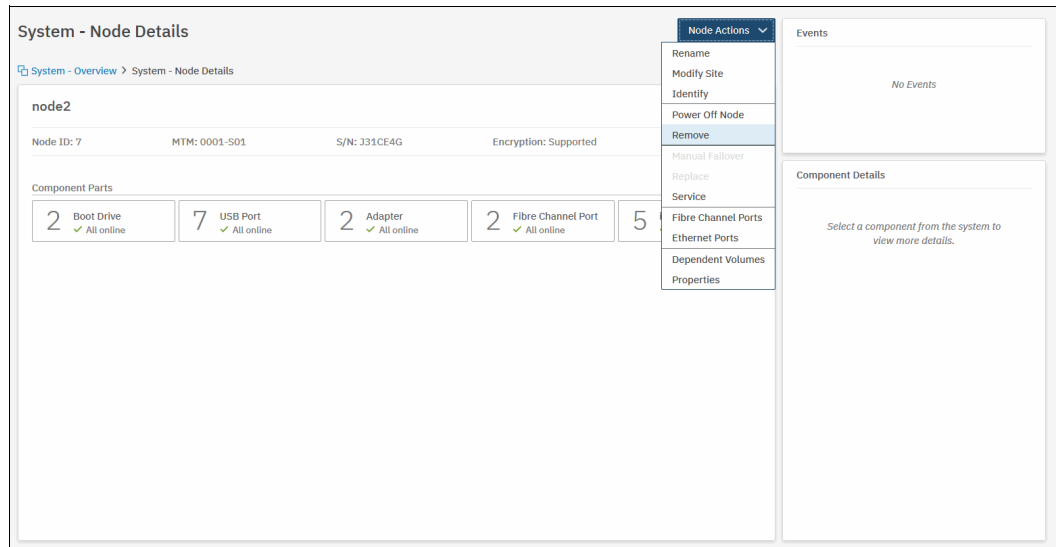 System - Node Details
Node Actions
System - Overview > System - Node Details
node2
Node ID: 7 MTM: 0001-S01 S/N: J31CE4G Encryption: Supported
Component Parts
2 Boot Drive
All online
7 USB Port
All online
2 Adapter
All online
2 Fibre Channel Port
All online
5
Rename
Modify Site
Identify
Power Off Node
Remove
Manual Failover
Replace
Service
Fibre Channel Ports
Ethernet Ports
Dependent Volumes
Properties
Events
No Events
Component Details
Select a component from the system to
view more details.